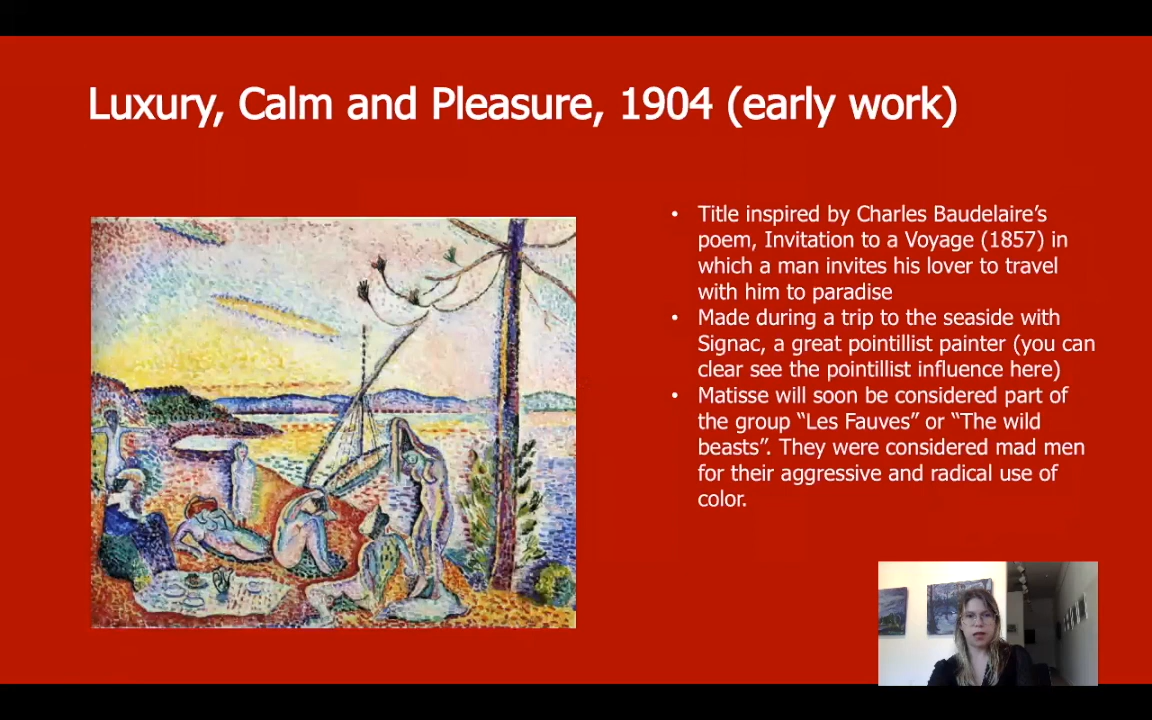 Luxury, Calm and Pleasure, 1904 (early work)
• Title inspired by Charles Baudelaire’s
poem, Invitation to a Voyage (1857) in
which a man invites his lover to travel
with him to paradise
• Made during a trip to the seaside with
Signac, a great pointillist painter (you can
clear see the pointillist influence here)
• Matisse will soon be considered part of
the group “Les Fauves” or “The wild
beasts”. They were considered mad men
for their aggressive and radical use of
color.